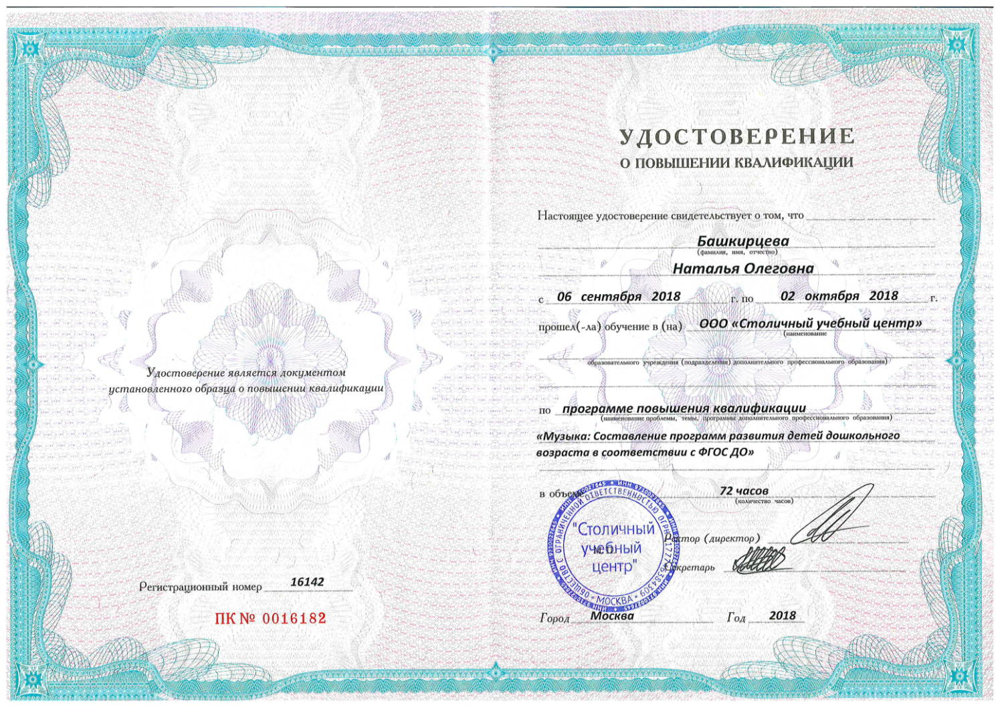 Удостоверение является документом
установленного образца о повышении квалификации
Регистрационный номер 16142
ПК № 0016182
УДОСТОВЕРЕНИЕ
О ПОВЫШЕНИИ КВАЛИФИКАЦИИ
Настоящее удостоверение свидетельствует о том, что
Башкирцева
(фамилия, имя, отчество)
Наталья Олеговна
с 06 сентября 2018 г. по 02 октября 2018 г.
прошел(-ла) обучение в (на) ООО «Столичный учебный центр»
(наименование
образовательного учреждения (подразделения) дополнительного профессионального образования)
по программе повышения квалификации
(наименование проблемы, темы, программы дополнительного профессионального образования)
«Музыка: Составление программ развития детей дошкольного
возраста в соответствии с ФГОС ДО»
в объеме 72 часов
(количество часов)
Ректор (директор)
М.П.
Секретарь
"Столичный
учебный
центр"
ОБЩЕСТВО С ОГРАНИЧЕННОЙ ОТВЕТСТВЕННОСТЬЮ
* МОСКВА *
Город Москва Год 2018